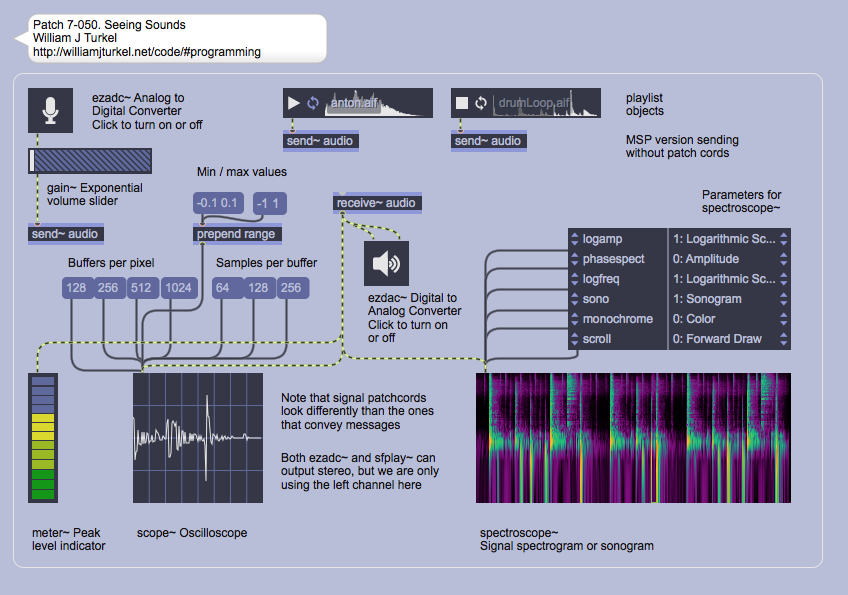 Patch 7-050. Seeing Sounds
William J Turkel
http://williamjturkel.net/code/#programming
ezadc~ Analog to
Digital Converter
Click to turn on or off
anton.aif
drumLoop.aif
playlist
objects
send~ audio
send~ audio
MSP version sending
without patch cords
gain~ Exponential
volume slider
Min / max values
-0.1 0.1
-1 1
receive~ audio
Parameters for
spectroscope~
send~ audio
prepend range
logamp
1: Logarithmic Sc...
phasespect
0: Amplitude
logfreq
1: Logarithmic Sc...
sono
1: Sonogram
monochrome
0: Color
scroll
0: Forward Draw
Buffers per pixel
Samples per buffer
128
256
512
1024
64
128
256
ezdac~ Digital to
Analog Converter
Click to turn on
or off
Note that signal patchcords
look differently than the ones
that convey messages
Both ezadc~ and sfplay~ can
output stereo, but we are only
using the left channel here
meter~ Peak
level indicator
scope~ Oscilloscope
spectroscope~
Signal spectrogram or sonogram